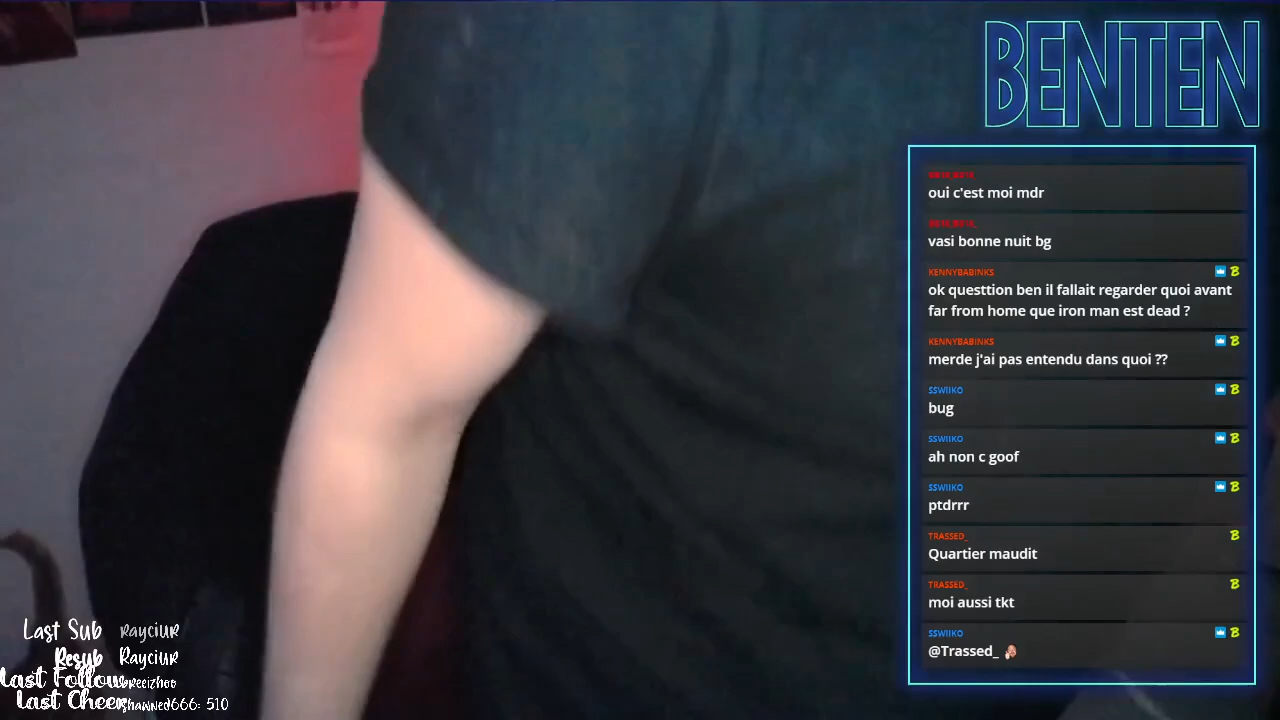 BENTEN
oui c'est moi mdr
vasi bonne nuit bg
KENNYBABINKS
ok questtion ben il fallait regarder quoi avant
far from home que iron man est dead ?
KENNYBABINKS
merde j'ai pas entendu dans quoi ??
SSWIIKO
bug
SSWIIKO
ah non c goof
SSWIIKO
ptdrrr
TRASSED_
Quartier maudit
TRASSED_
moi aussi tkt
SSWIIKO
@Trassed_
Last Sub Rayciur
Resub Rayciur
Last Follow
Last Cheer 510